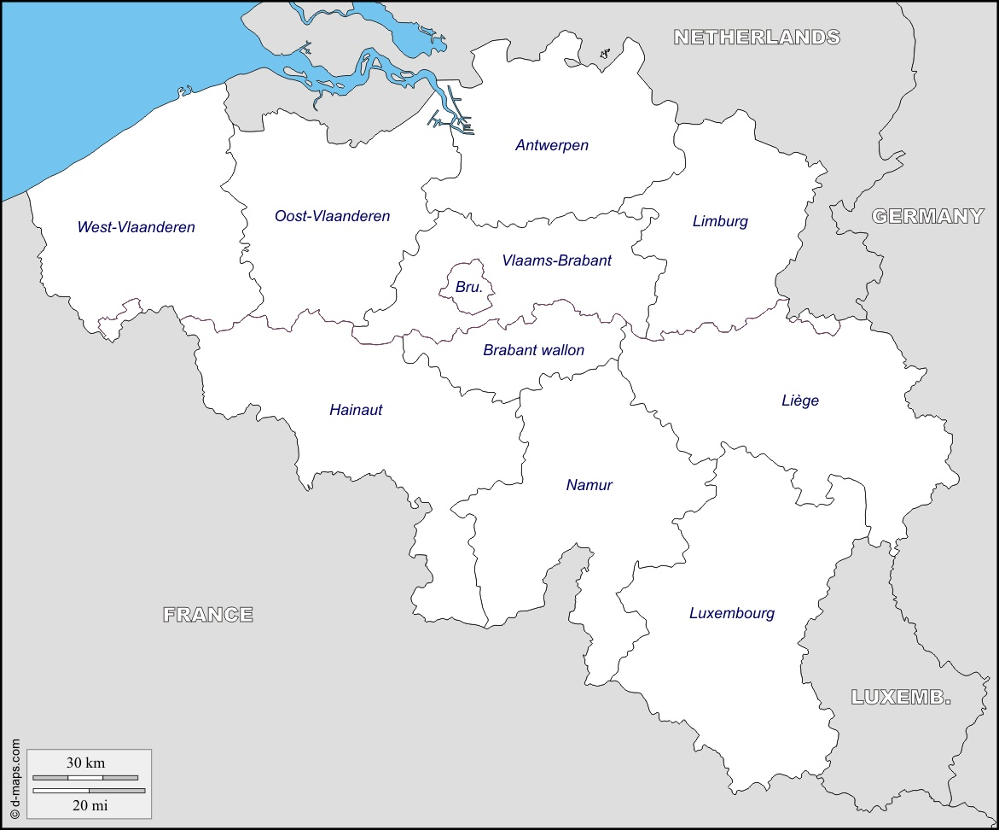 NETHERLANDS
Antwerpen
GERMANY
West-Vlaanderen
Oost-Vlaanderen
Limburg
Vlaams-Brabant
Bru.
Brabant wallon
Hainaut
Liège
Namur
FRANCE
Luxembourg
LUXEMB.
30 km
20 mi
© d-maps.com